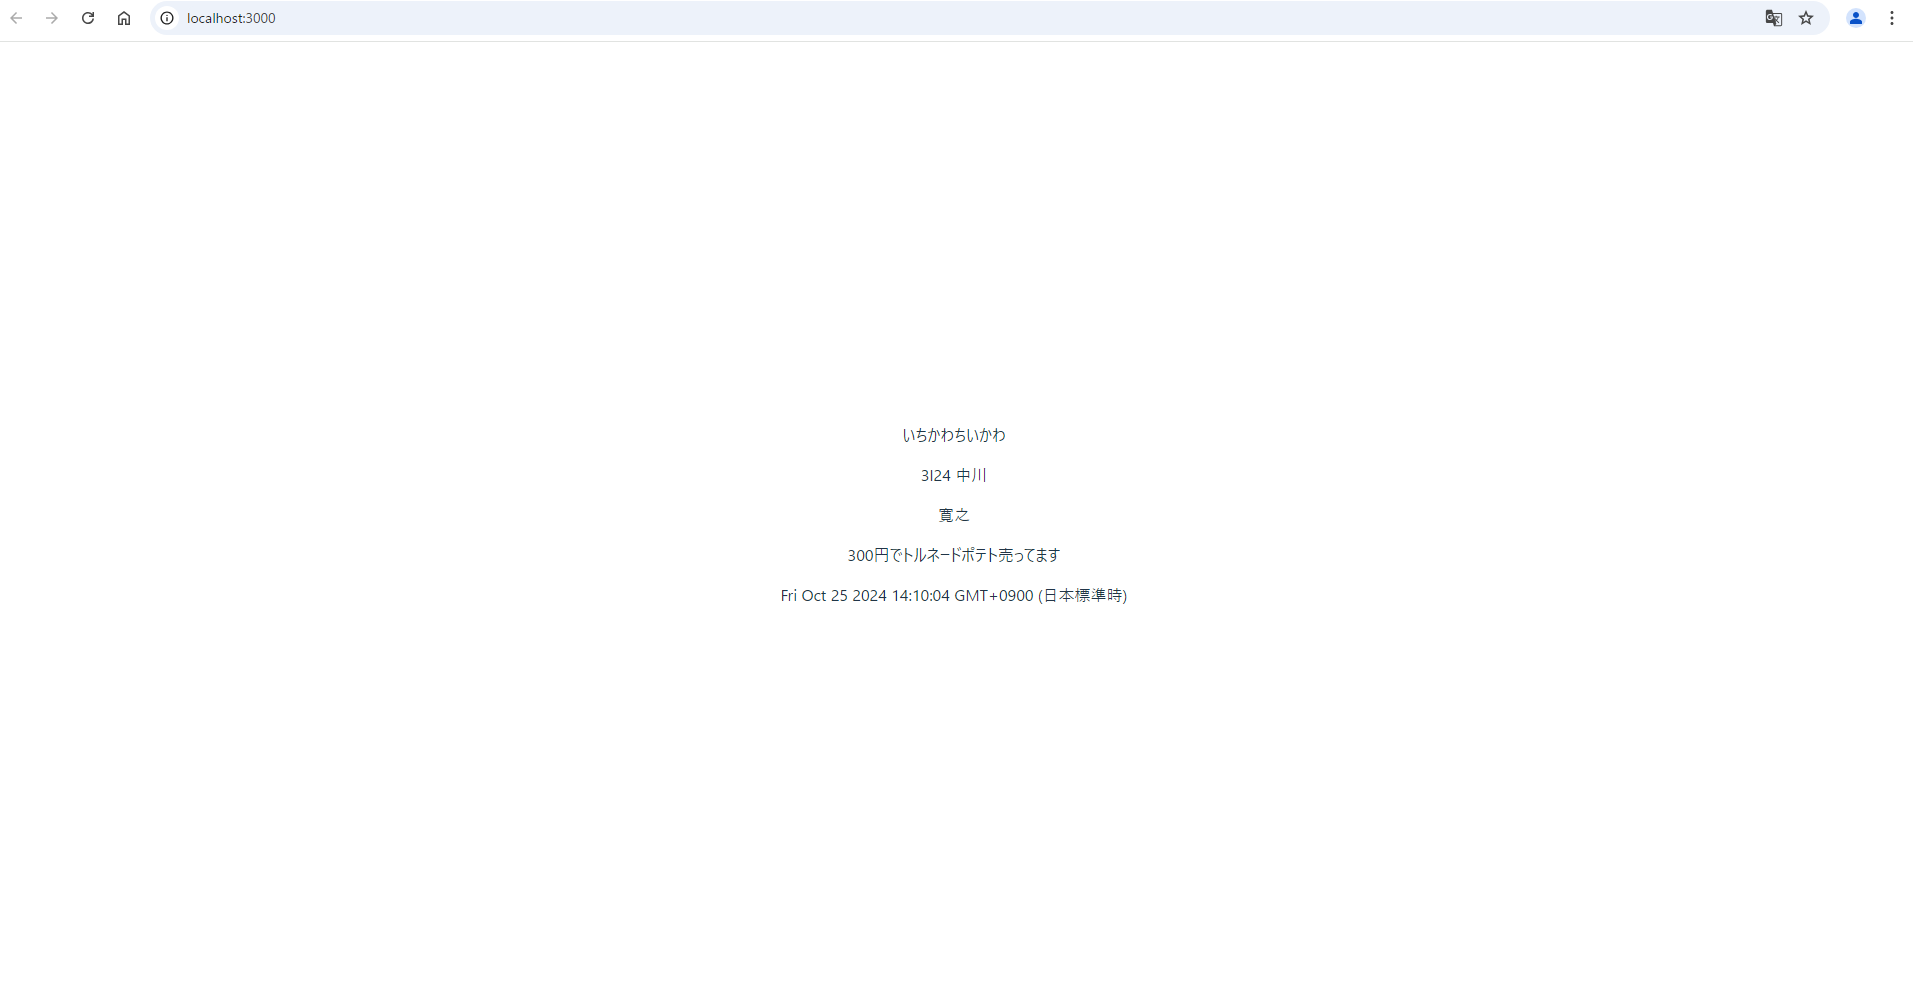 localhost:3000
いちかわちいかわ
3I24 中川
寛之
300円でトルネードポテト売ってます
Fri Oct 25 2024 14:10:04 GMT+0900 (日本標準時)